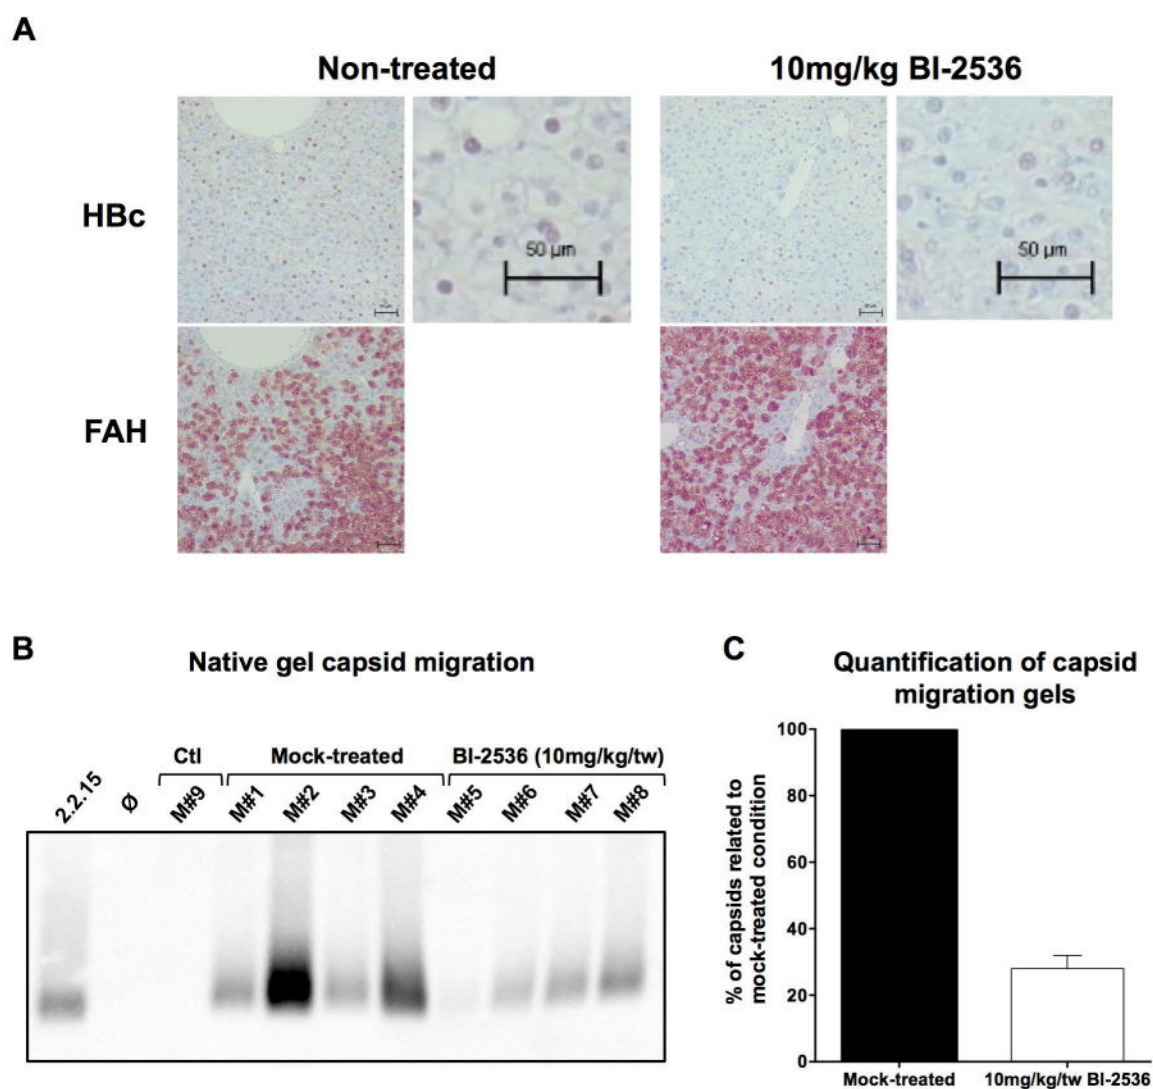 A
Non-treated
10mg/kg BI-2536
HBc
50 µm
50 µm
FAH
B
Native gel capsid migration
Ctl
Mock-treated
BI-2536 (10mg/kg/tw)
2.2.15
Ø
M#9
M#1
M#2
M#3
M#4
M#5
M#6
M#7
M#8
C
Quantification of capsid
migration gels
% of capsids related to
mock-treated condition
100
80
60
40
20
0
Mock-treated
10mg/kg/tw BI-2536